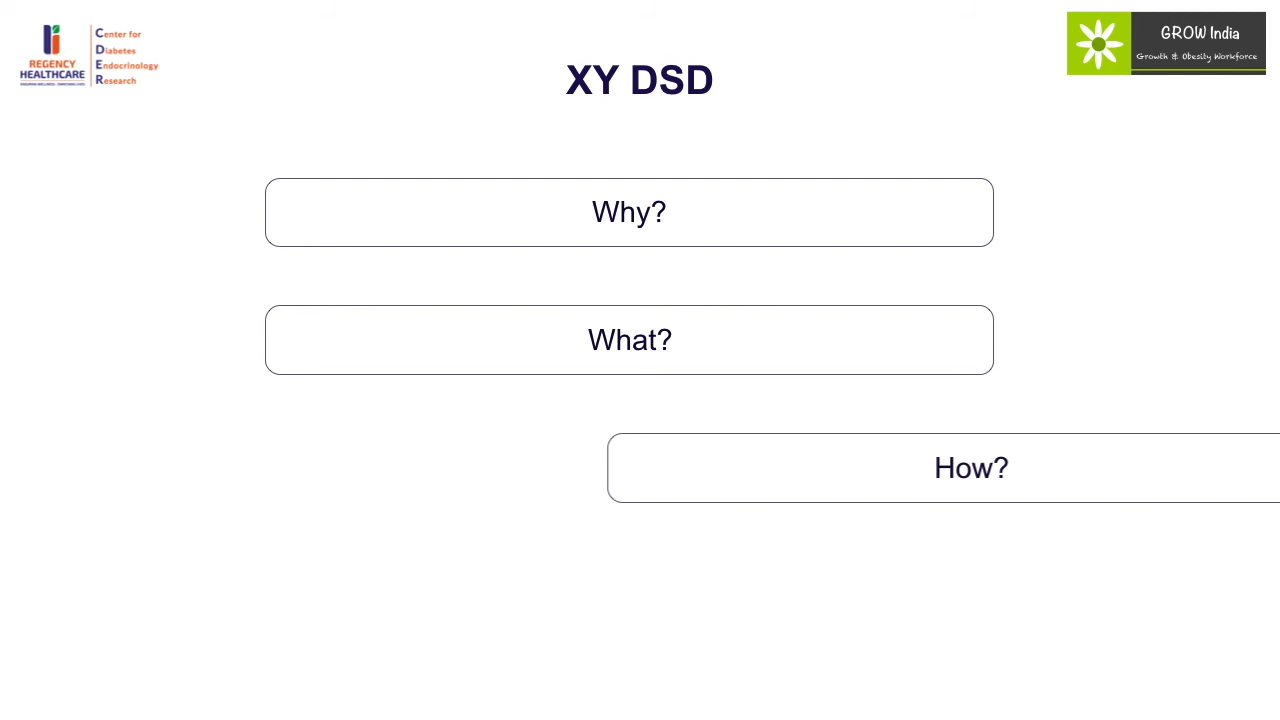 Center for
Diabetes
Endocrinology
Research
REGENCY
HEALTHCARE
GROW India
Growth & Obesity Workforce
XY DSD
Why?
What?
How?